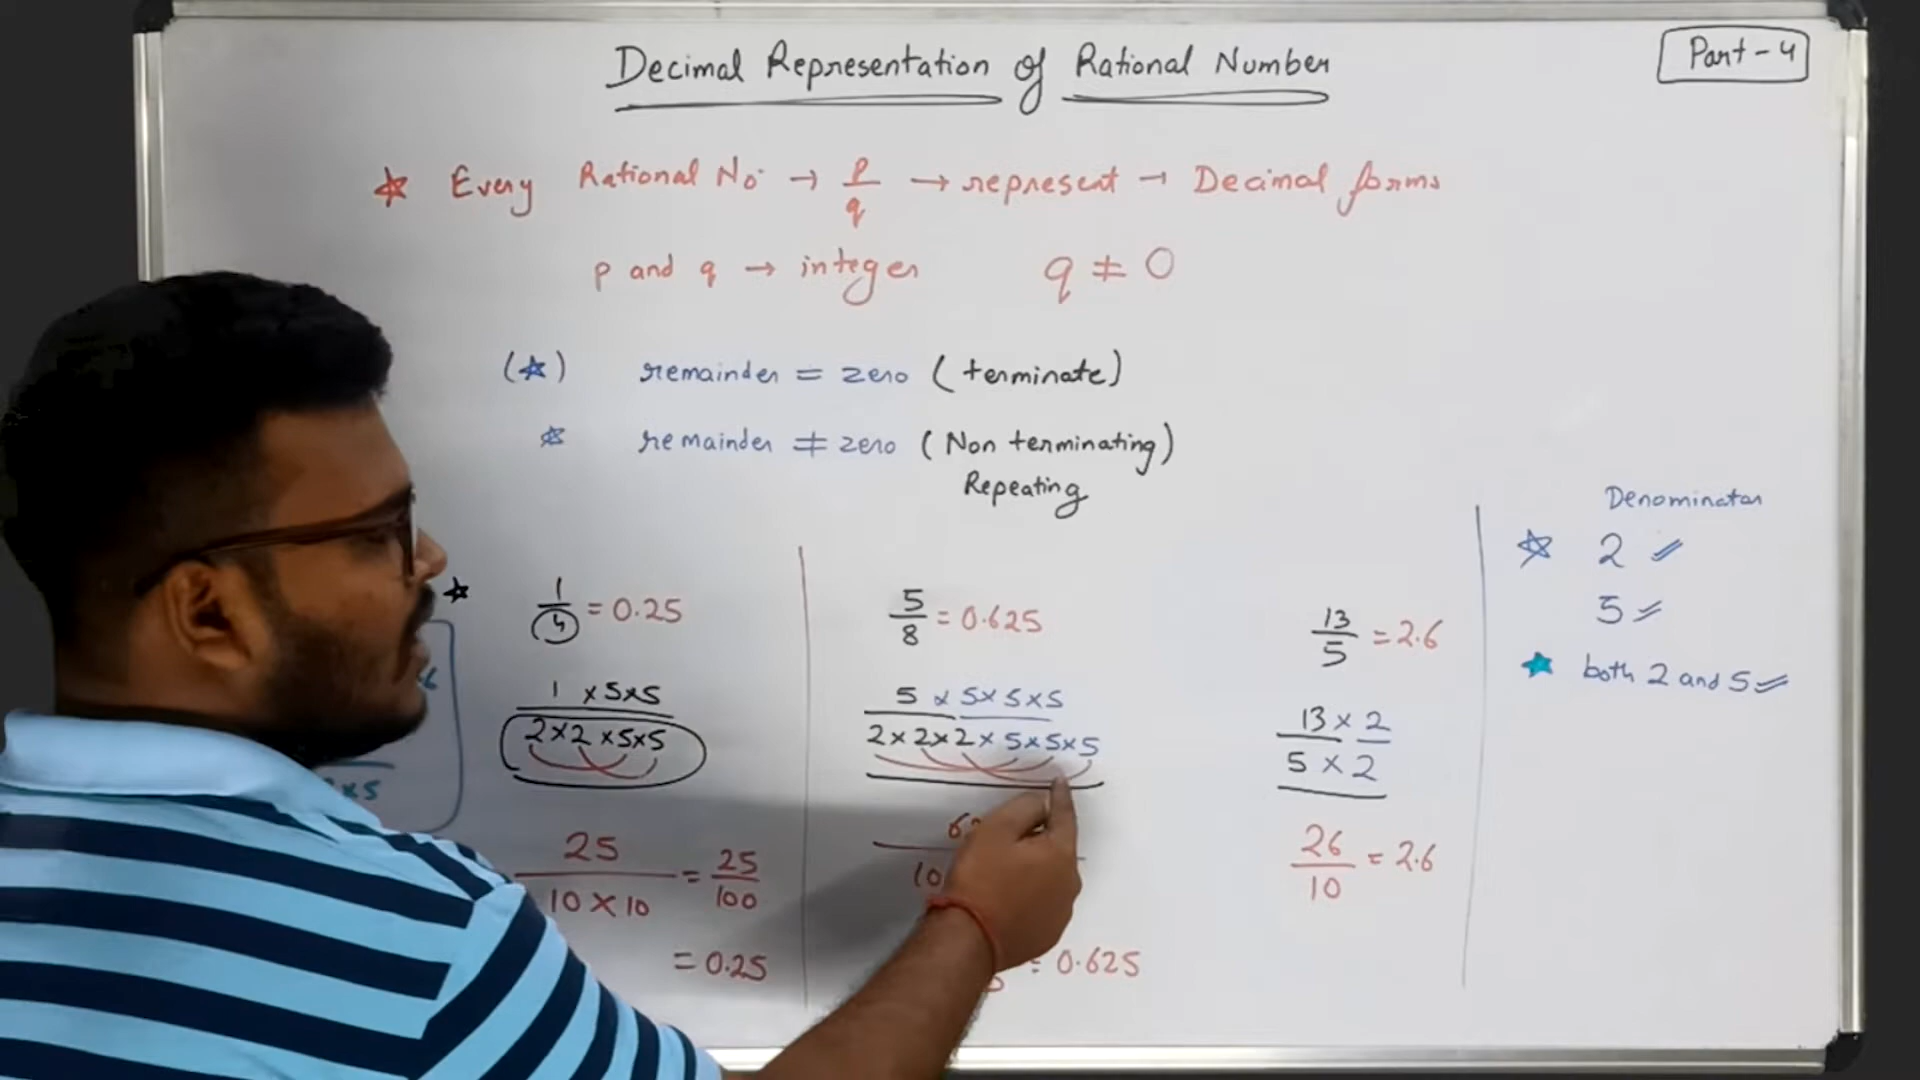 Decimal Representation of Rational Number
Part - 4
☆ Every Rational No. → p/q → represent → Decimal forms
p and q → integer q ≠ 0
(☆) remainder = zero (terminate)
☆ remainder ≠ zero (Non terminating)
Repeating
☆ 1/4 = 0.25
1 × 5×5
2×2 ×5×5
25/10×10 = 25/100
= 0.25
5/8 = 0.625
5 × 5×5×5
2×2×2×5×5×5
= 0.625
13/5 = 2.6
13 × 2
5 × 2
26/10 = 2.6
Denominator
☆ 2
5
★ both 2 and 5